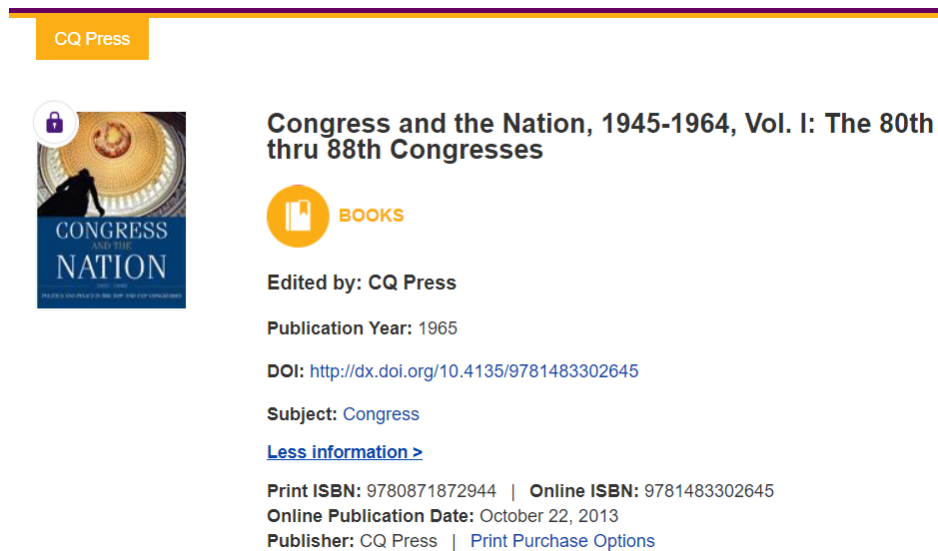 CQ Press
CONGRESS
AND THE
NATION
Congress and the Nation, 1945-1964, Vol. I: The 80th
thru 88th Congresses
BOOKS
Edited by: CQ Press
Publication Year: 1965
DOI: http://dx.doi.org/10.4135/9781483302645
Subject: Congress
Less information >
Print ISBN: 9780871872944 | Online ISBN: 9781483302645
Online Publication Date: October 22, 2013
Publisher: CQ Press | Print Purchase Options